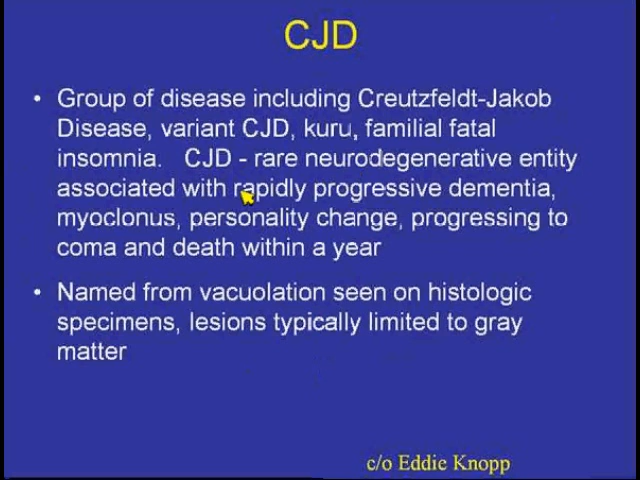 CJD
• Group of disease including Creutzfeldt-Jakob
Disease, variant CJD, kuru, familial fatal
insomnia. CJD - rare neurodegenerative entity
associated with rapidly progressive dementia,
myoclonus, personality change, progressing to
coma and death within a year
• Named from vacuolation seen on histologic
specimens, lesions typically limited to gray
matter
c/o Eddie Knopp